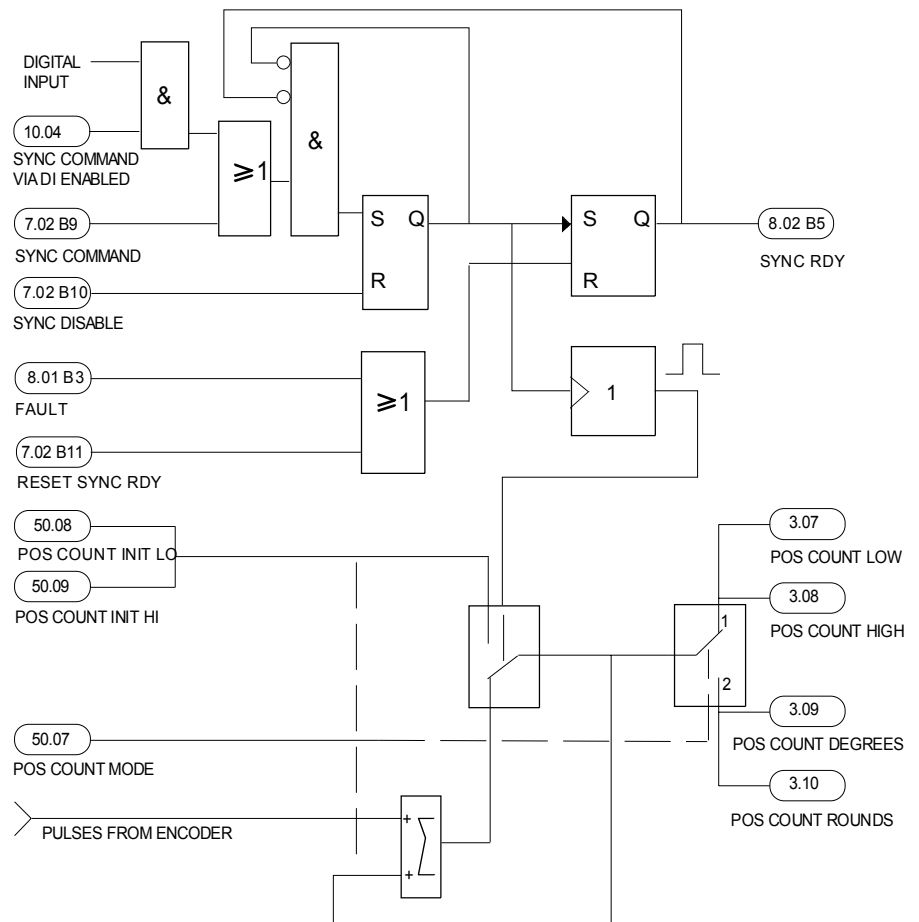 DIGITAL
INPUT
&
10.04
SYNC COMMAND
VIA DI ENABLED
≥1
&
7.02 B9
SYNC COMMAND
7.02 B10
SYNC DISABLE
S Q
R
S Q
R
8.02 B5
SYNC RDY
8.01 B3
FAULT
≥1
7.02 B11
RESET SYNC RDY
1
50.08
POS COUNT INIT LO
50.09
POS COUNT INIT HI
3.07
POS COUNT LOW
3.08
POS COUNT HIGH
1
2
3.09
POS COUNT DEGREES
3.10
POS COUNT ROUNDS
50.07
POS COUNT MODE
PULSES FROM ENCODER
+
+